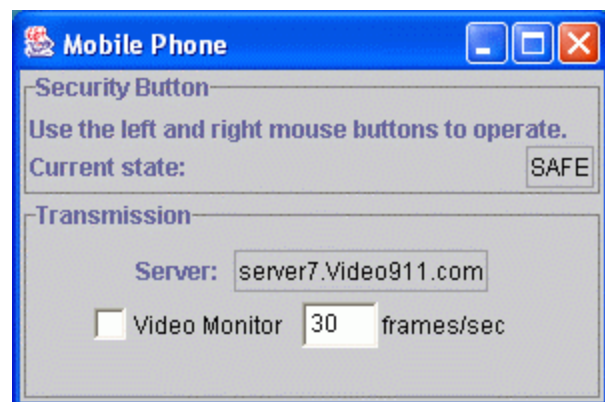 Mobile Phone
Security Button
Use the left and right mouse buttons to operate.
Current state: SAFE
Transmission
Server: server7.Video911.com
Video Monitor 30 frames/sec